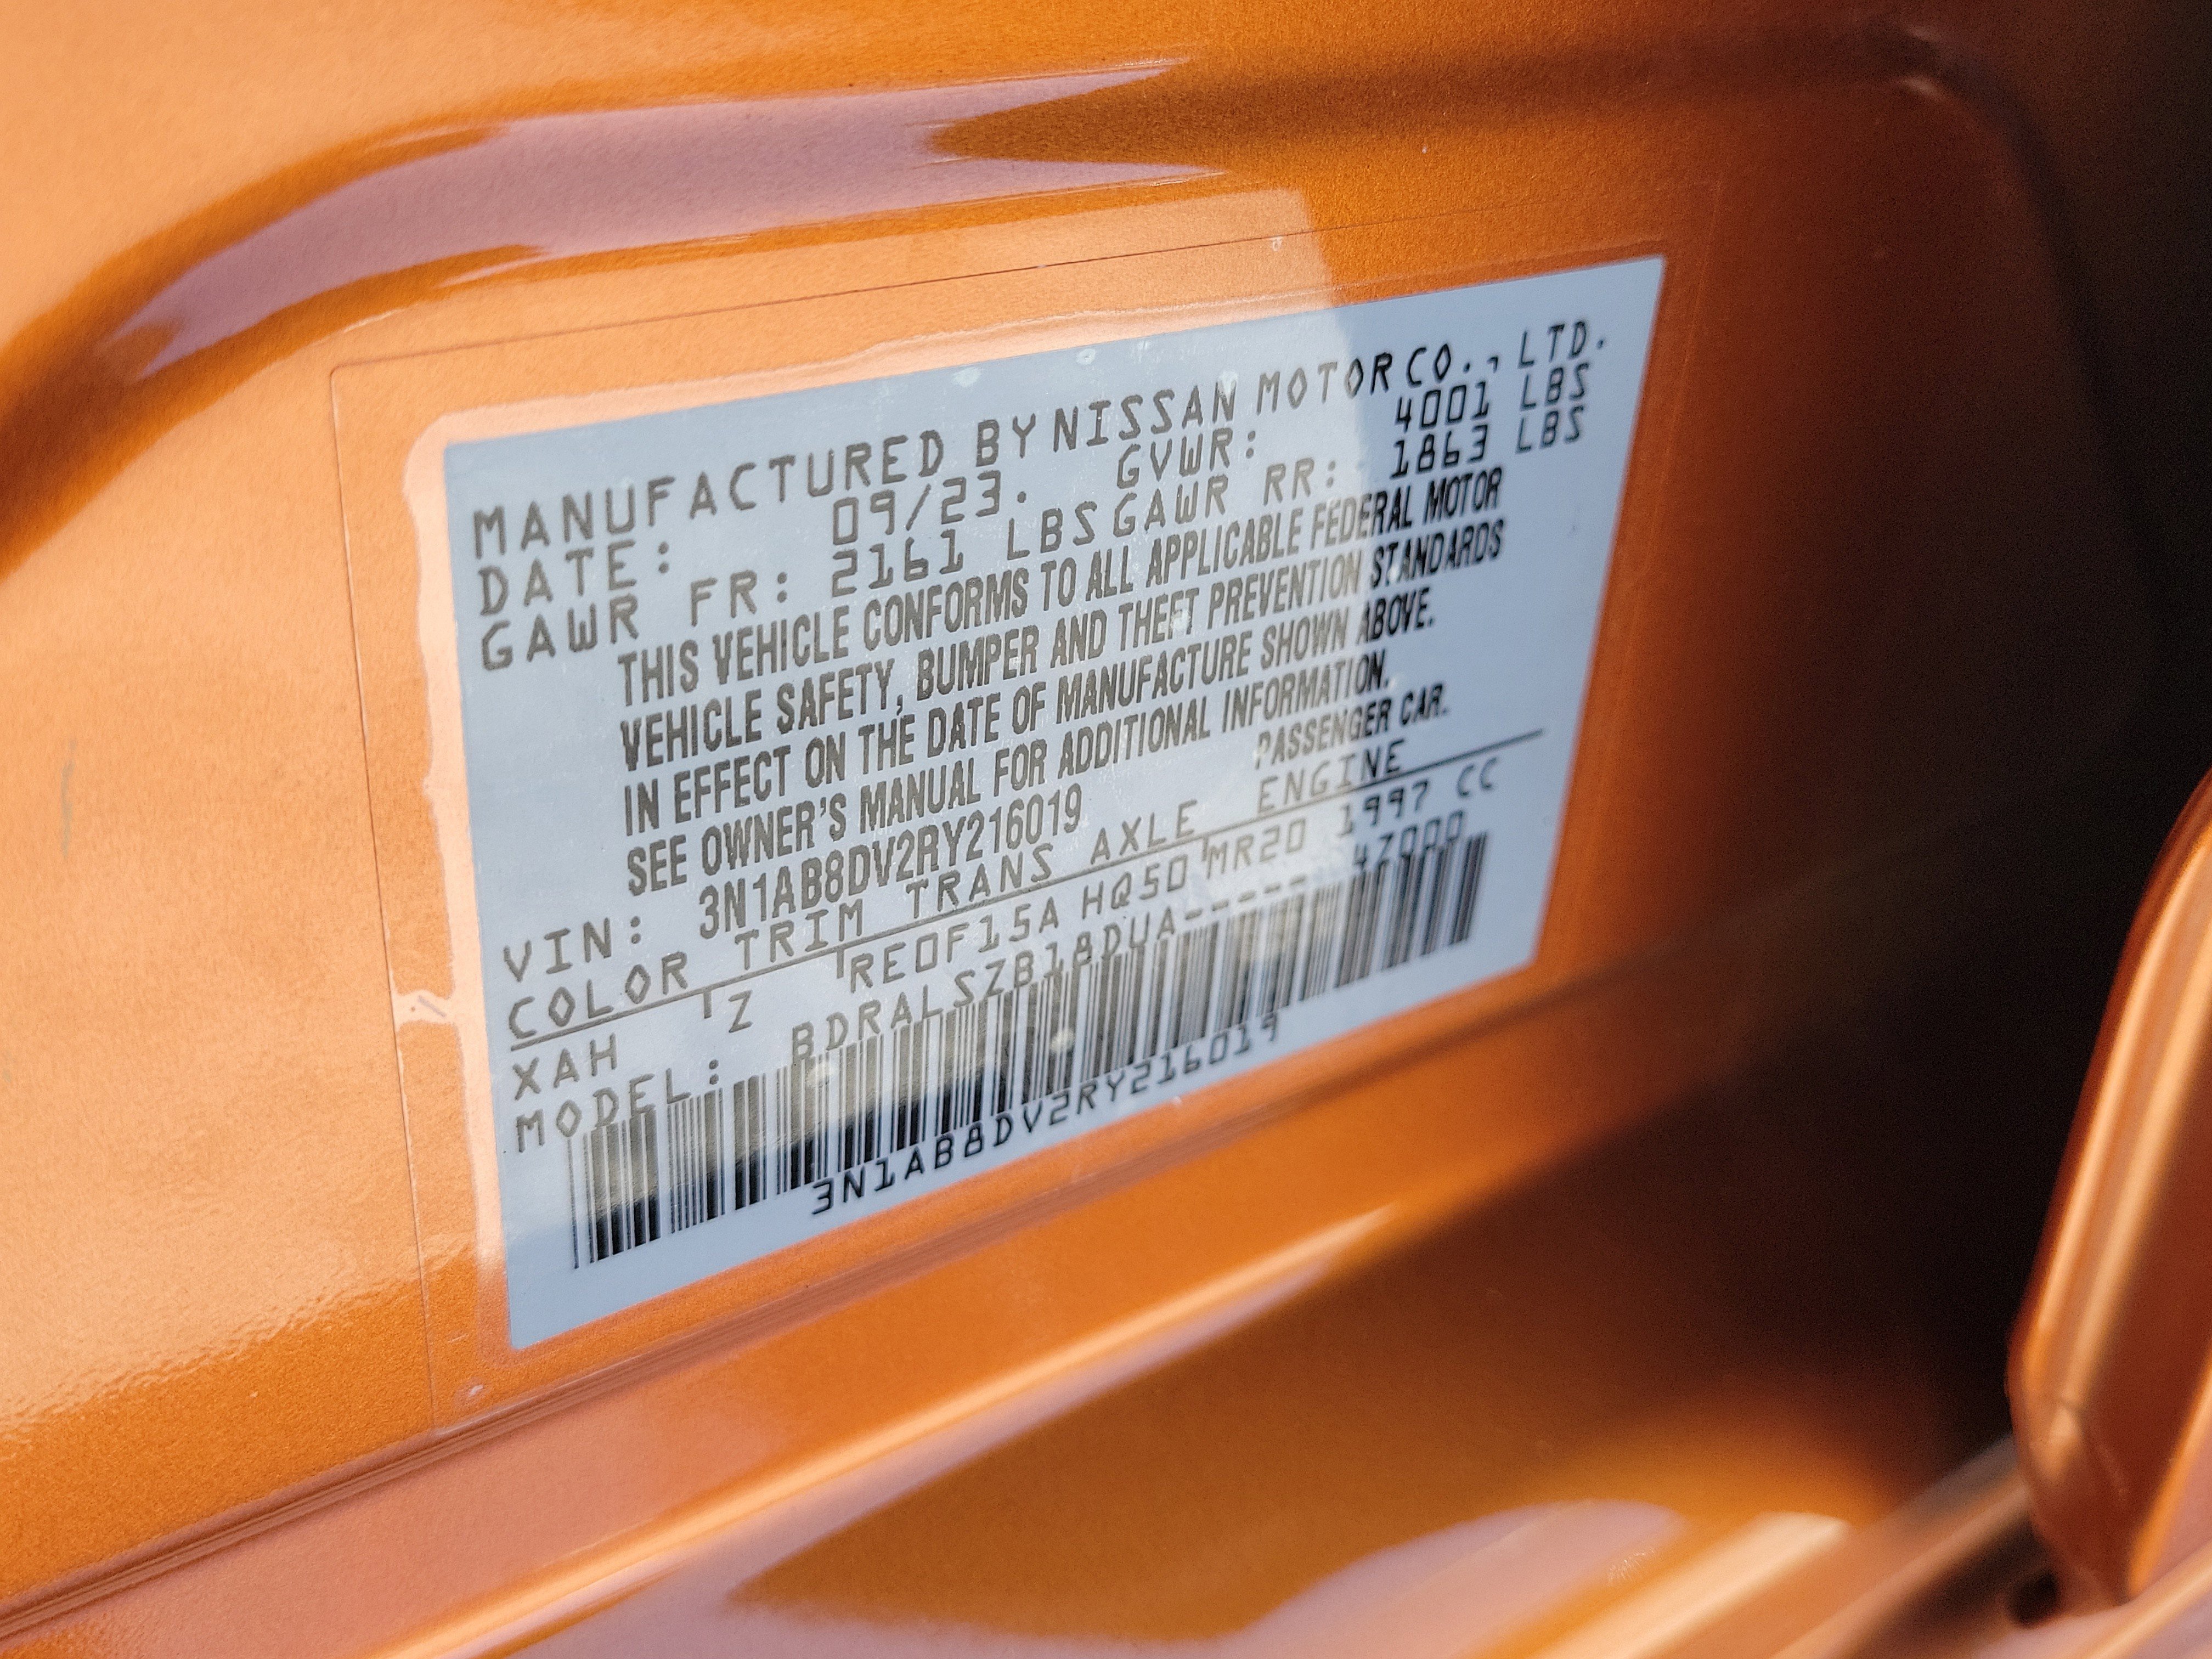 MANUFACTURED BY NISSAN MOTOR CO., LTD.
DATE: 09/23. GVWR: 4001 LBS
GAWR FR: 2161 LBS GAWR RR: 1863 LBS
THIS VEHICLE CONFORMS TO ALL APPLICABLE FEDERAL MOTOR
VEHICLE SAFETY, BUMPER AND THEFT PREVENTION STANDARDS
IN EFFECT ON THE DATE OF MANUFACTURE SHOWN ABOVE.
SEE OWNER'S MANUAL FOR ADDITIONAL INFORMATION.
VIN: 3N1AB8DV2RY216019 PASSENGER CAR.
COLOR TRIM TRANS AXLE ENGINE
XAH Z RE0F15A HQ50 MR20 1997 CC
MODEL: BDRALSZB18DUA----- 47000
3N1AB8DV2RY216019